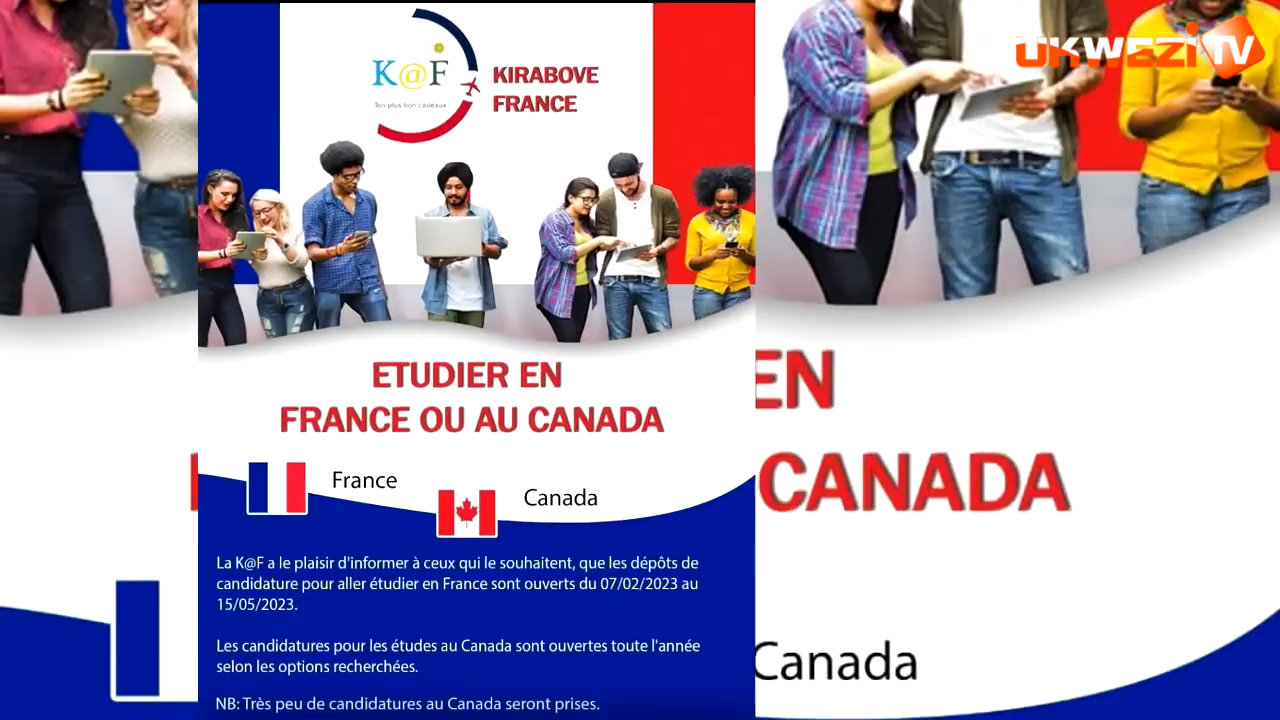 UKWEZI TV
K@F
Ton plus bon cadeaux
KIRABOVE
FRANCE
ETUDIER EN
FRANCE OU AU CANADA
France
Canada
La K@F a le plaisir d'informer à ceux qui le souhaitent, que les dépôts de
candidature pour aller étudier en France sont ouverts du 07/02/2023 au
15/05/2023.
Les candidatures pour les études au Canada sont ouvertes toute l'année
selon les options recherchées.
NB: Très peu de candidatures au Canada seront prises.
EN
CANADA
Canada